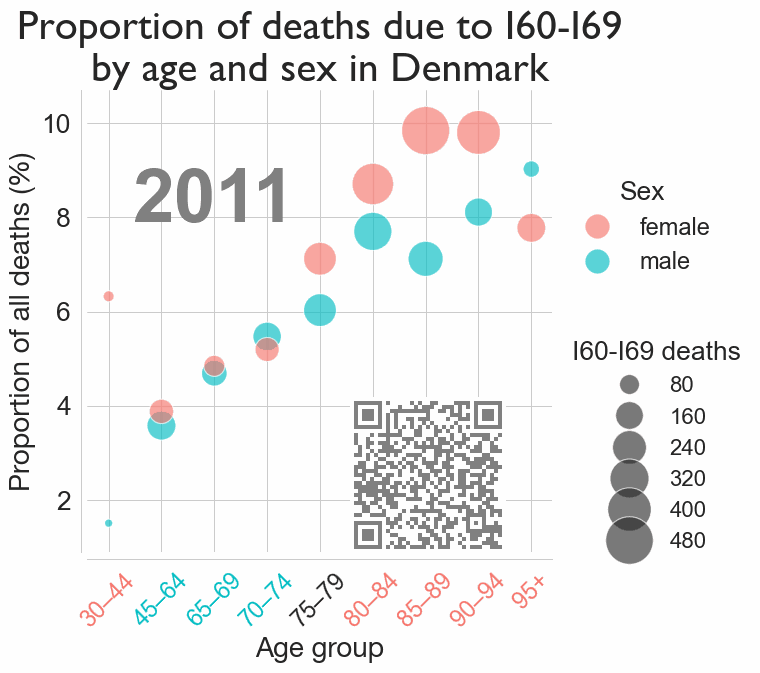 Proportion of deaths due to I60-I69
by age and sex in Denmark
Proportion of all deaths (%)
10
8
6
4
2
2011
30–44
45–64
65–69
70–74
75–79
80–84
85–89
90–94
95+
Age group
Sex
female
male
I60-I69 deaths
80
160
240
320
400
480